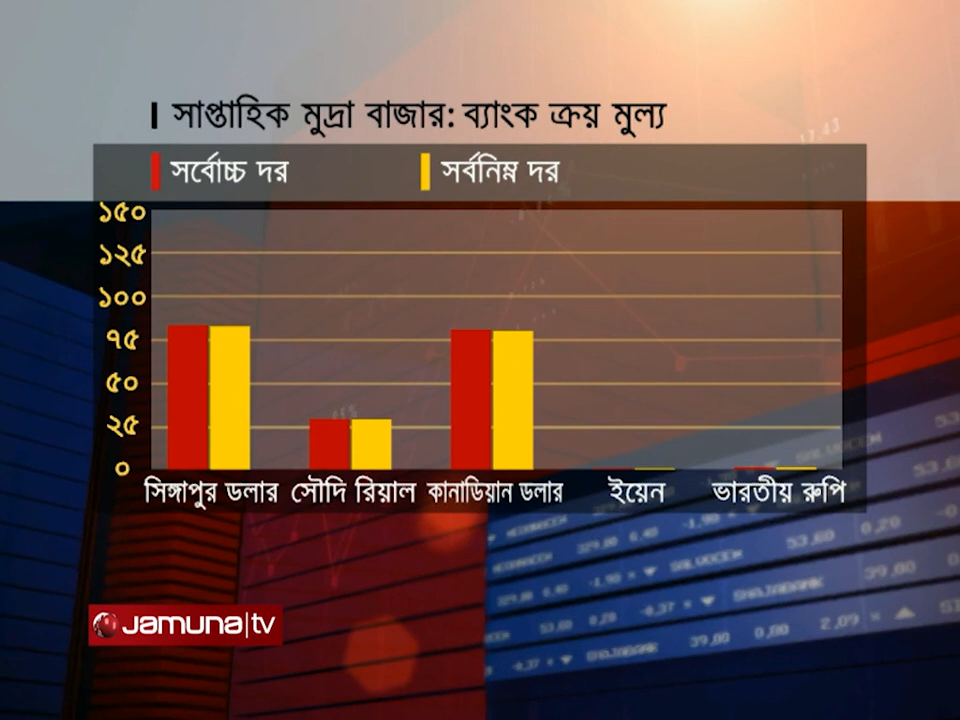 সাপ্তাহিক মুদ্রা বাজার: ব্যাংক ক্রয় মুল্য
সর্বোচ্চ দর সর্বনিম্ন দর
১৫০
১২৫
১০০
৭৫
৫০
২৫
০
সিঙ্গাপুর ডলার সৌদি রিয়াল কানাডিয়ান ডলার ইয়েন ভারতীয় রুপি
Jamuna|tv